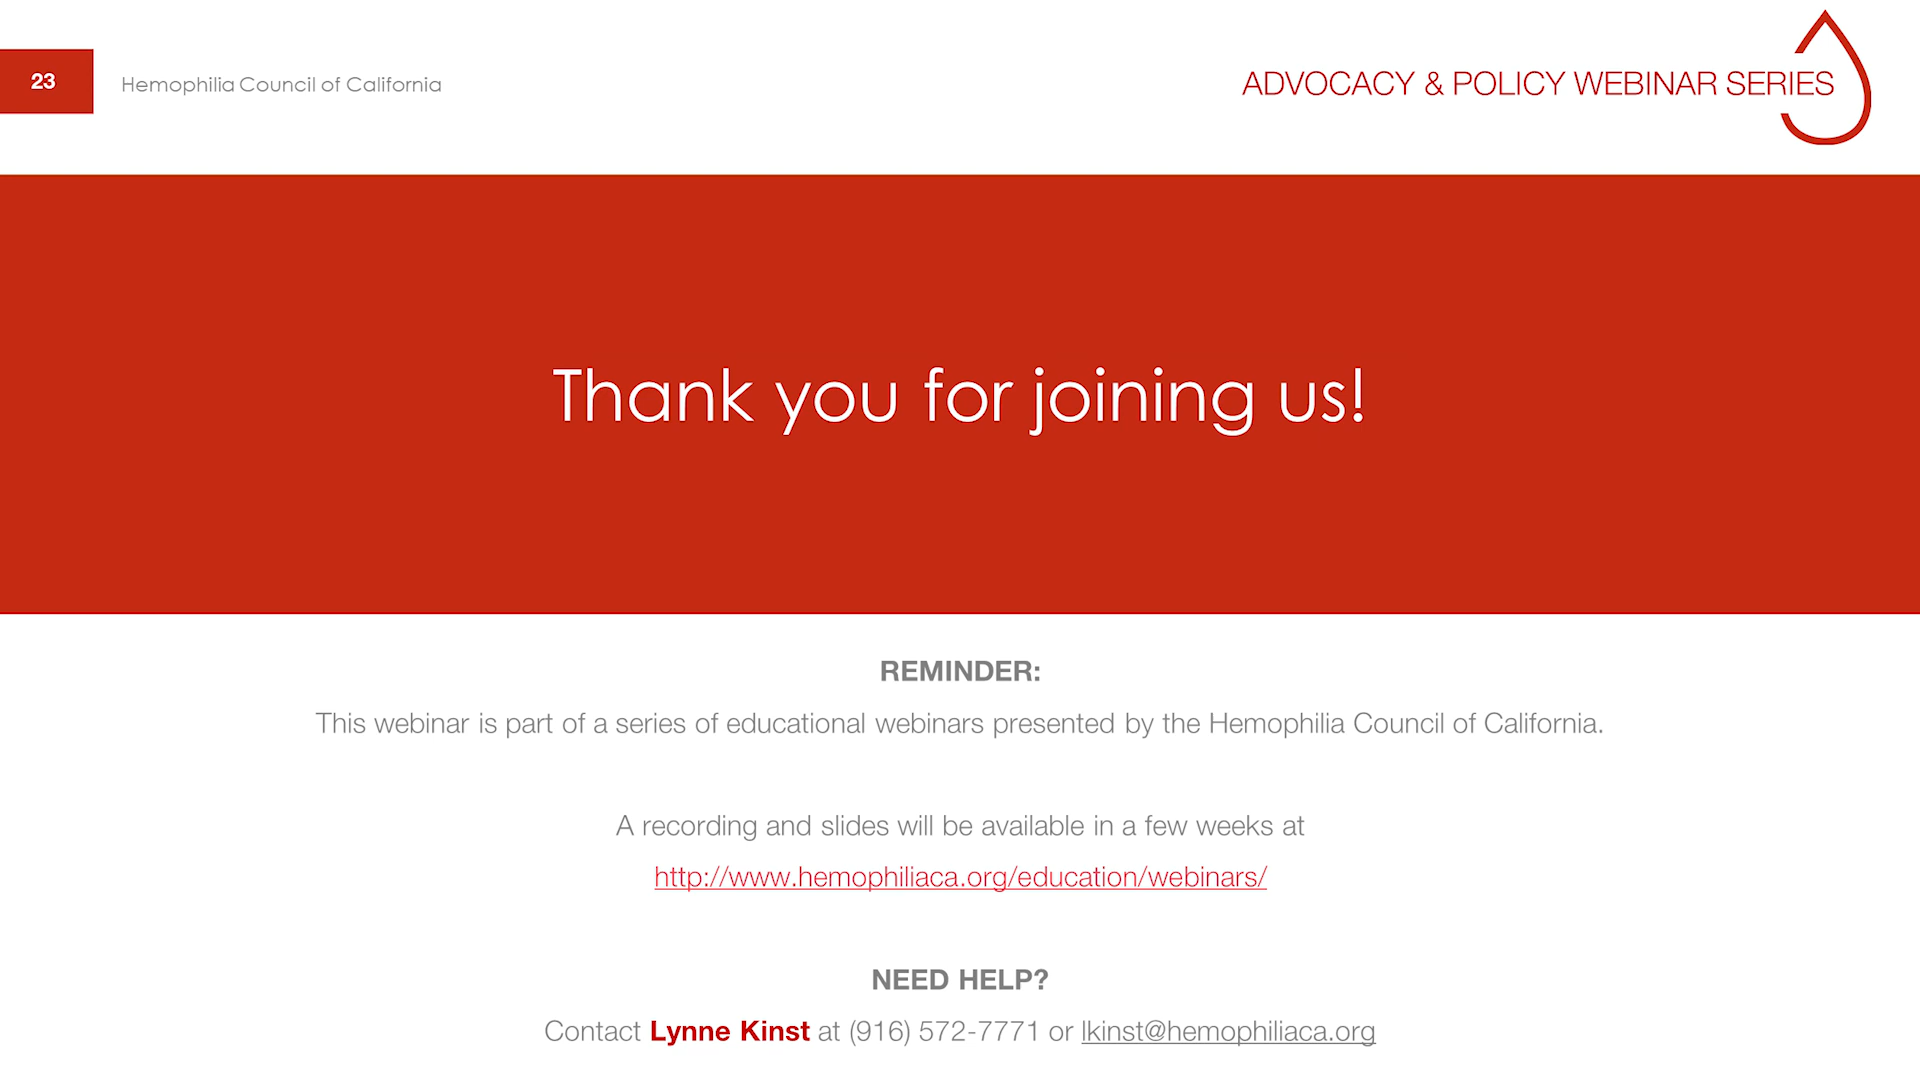 23
Hemophilia Council of California
ADVOCACY & POLICY WEBINAR SERIES
Thank you for joining us!
REMINDER:
This webinar is part of a series of educational webinars presented by the Hemophilia Council of California.
A recording and slides will be available in a few weeks at
http://www.hemophiliaca.org/education/webinars/
NEED HELP?
Contact Lynne Kinst at (916) 572-7771 or lkinst@hemophiliaca.org